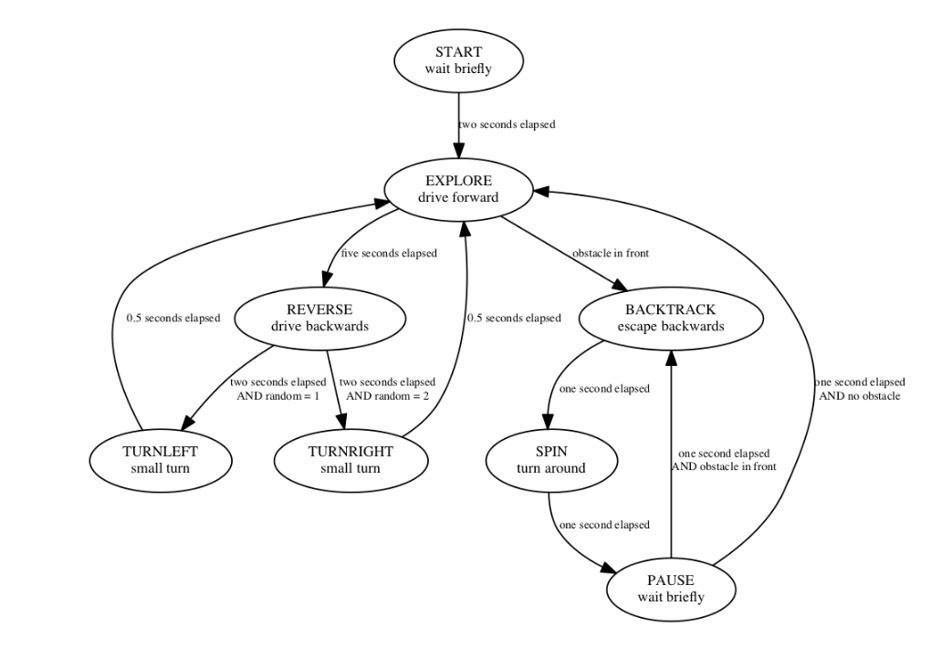 START
wait briefly
two seconds elapsed
EXPLORE
drive forward
five seconds elapsed
obstacle in front
REVERSE
drive backwards
BACKTRACK
escape backwards
0.5 seconds elapsed
0.5 seconds elapsed
two seconds elapsed
AND random = 1
two seconds elapsed
AND random = 2
one second elapsed
one second elapsed
AND no obstacle
TURNLEFT
small turn
TURNRIGHT
small turn
SPIN
turn around
one second elapsed
AND obstacle in front
one second elapsed
PAUSE
wait briefly